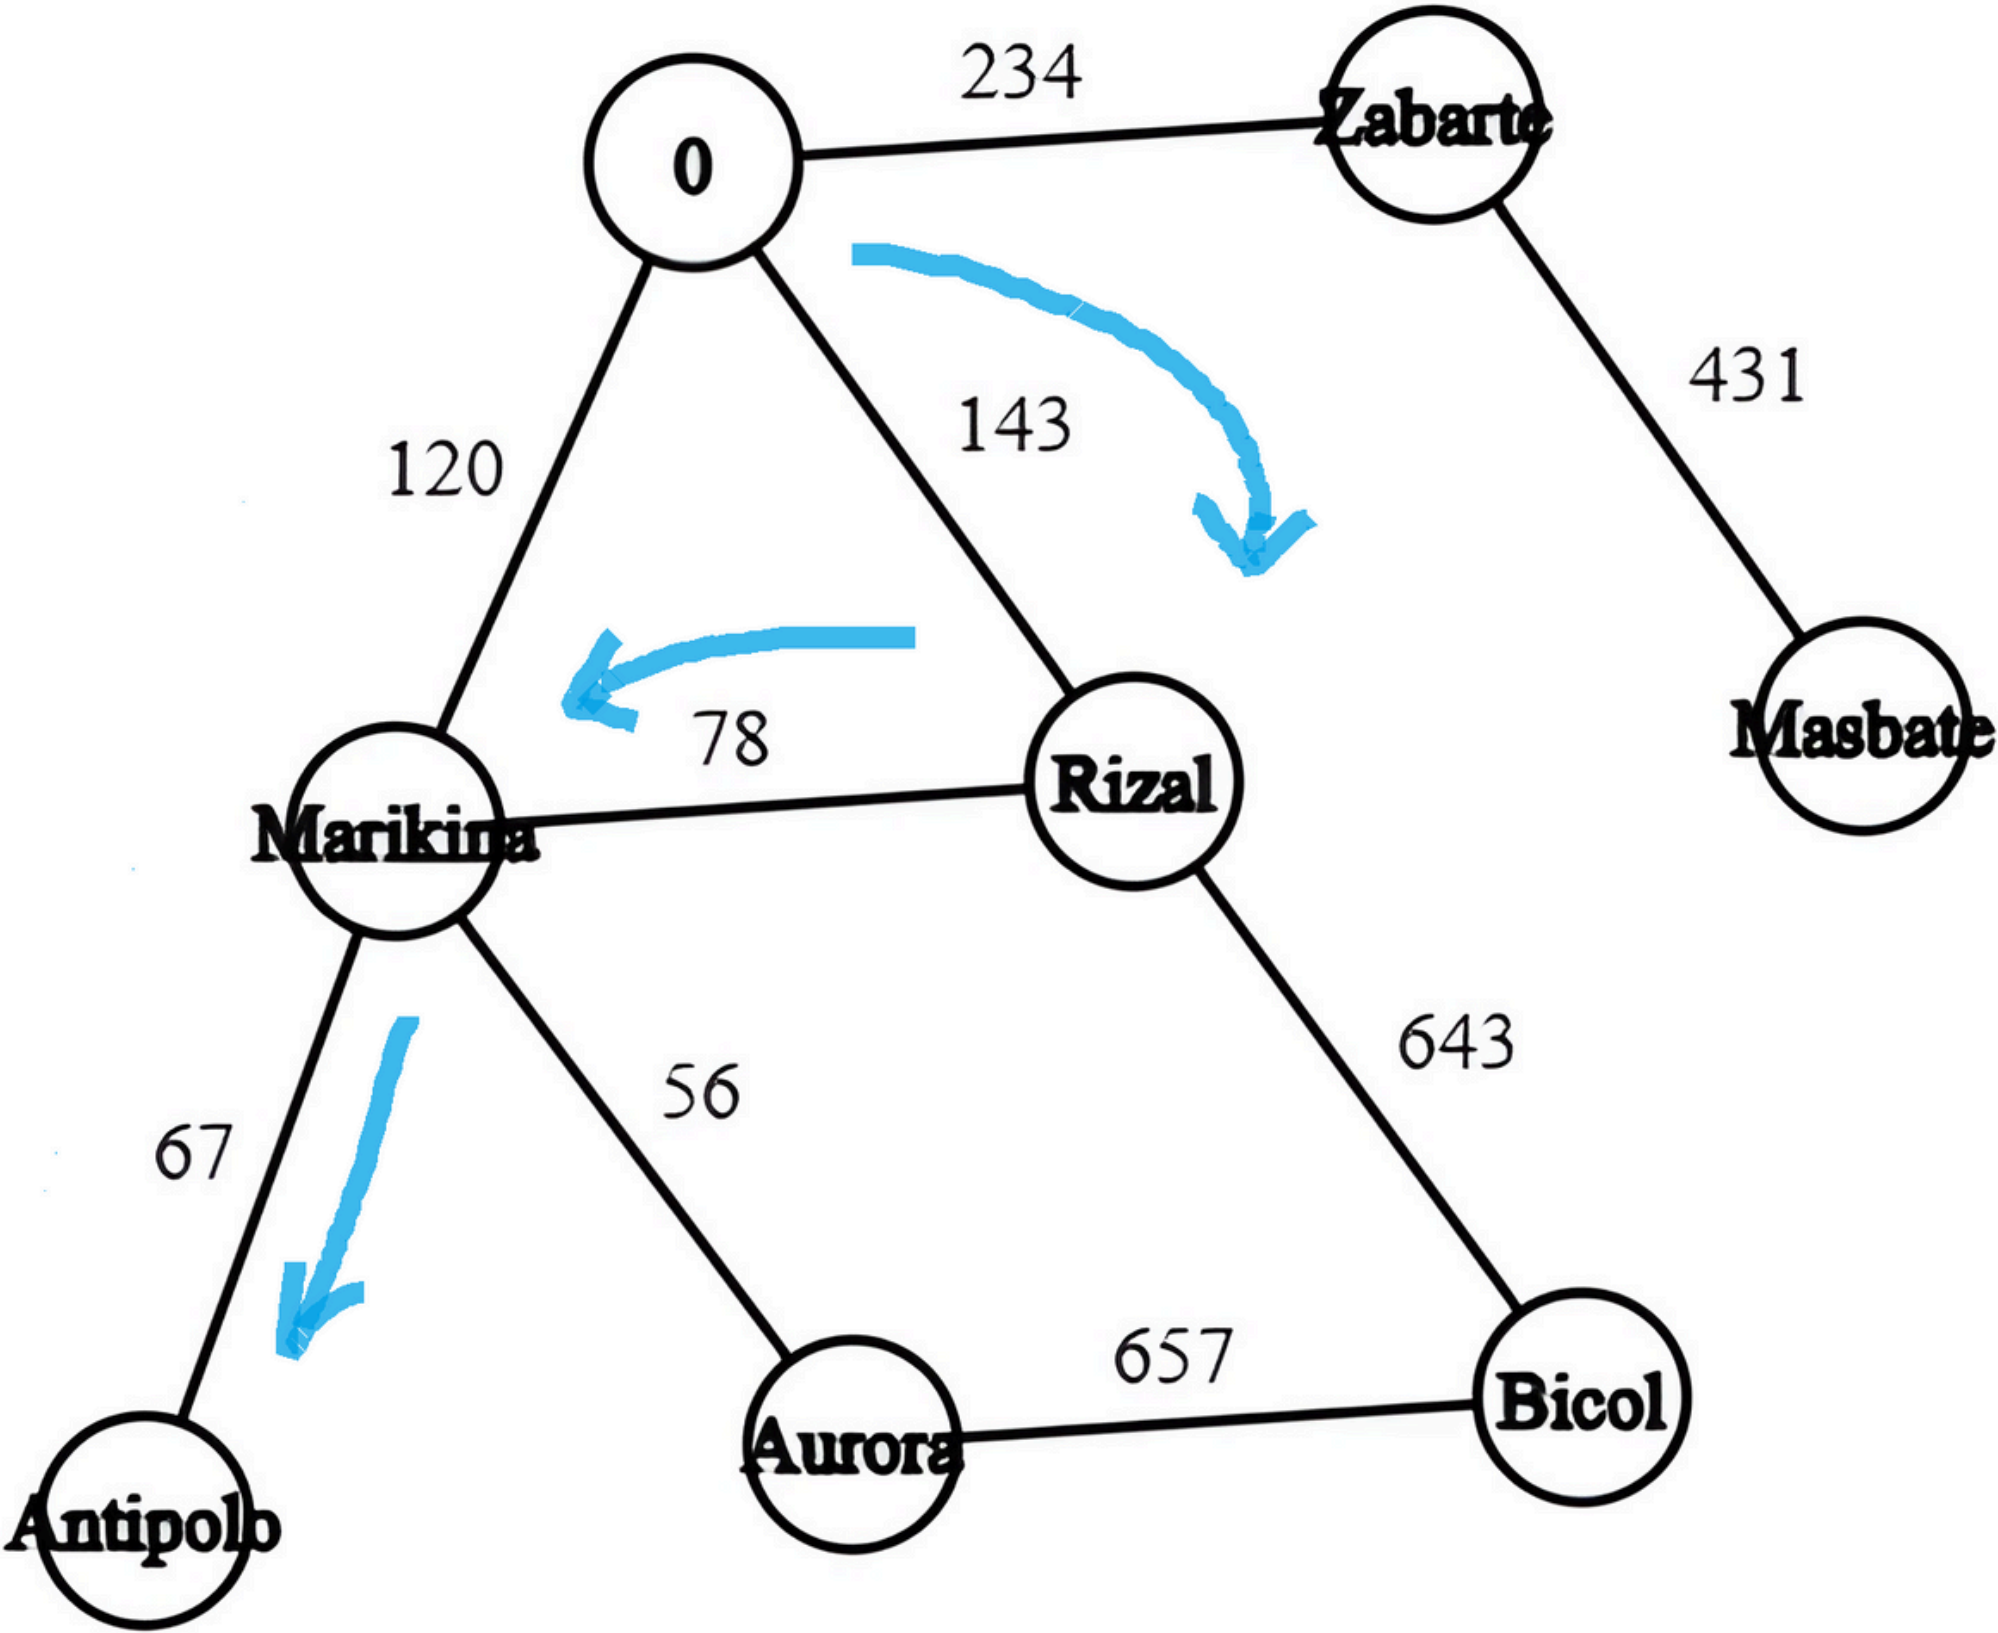 234
Zabarte
0
431
143
120
78
Masbate
Rizal
Marikina
643
56
67
657
Bicol
Aurora
Antipolo